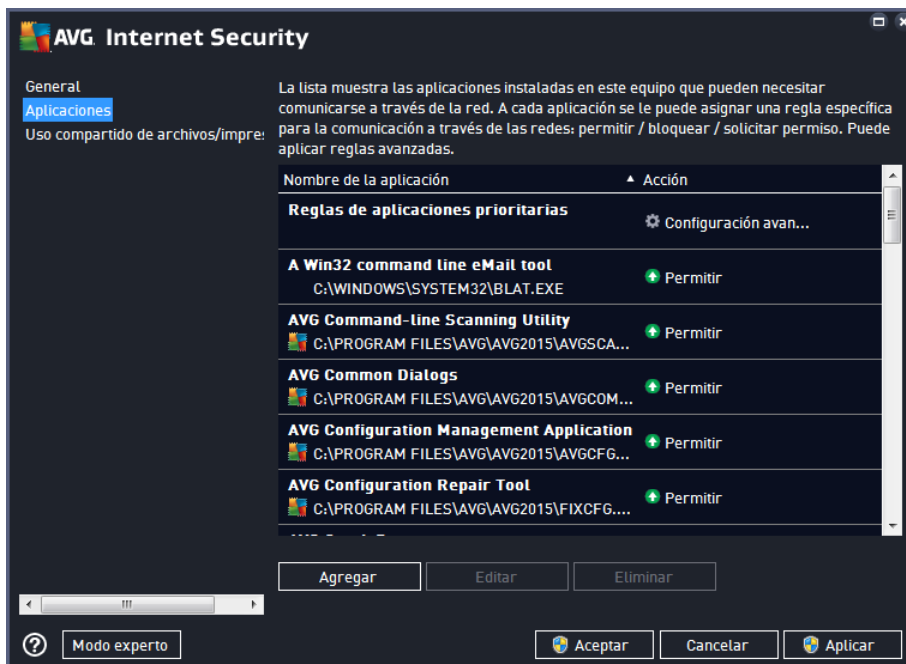 AVG Internet Security
General
Aplicaciones
Uso compartido de archivos/impre
La lista muestra las aplicaciones instaladas en este equipo que pueden necesitar
comunicarse a través de la red. A cada aplicación se le puede asignar una regla específica
para la comunicación a través de las redes: permitir / bloquear / solicitar permiso. Puede
aplicar reglas avanzadas.
Nombre de la aplicación Acción
Reglas de aplicaciones prioritarias
Configuración avan...
A Win32 command line eMail tool
C:\WINDOWS\SYSTEM32\BLAT.EXE
Permitir
AVG Command-line Scanning Utility
C:\PROGRAM FILES\AVG\AVG2015\AVGSCA...
Permitir
AVG Common Dialogs
C:\PROGRAM FILES\AVG\AVG2015\AVGCOM...
Permitir
AVG Configuration Management Application
C:\PROGRAM FILES\AVG\AVG2015\AVGCFG...
Permitir
AVG Configuration Repair Tool
C:\PROGRAM FILES\AVG\AVG2015\FIXCFG....
Permitir
Agregar Editar Eliminar
Modo experto Aceptar Cancelar Aplicar